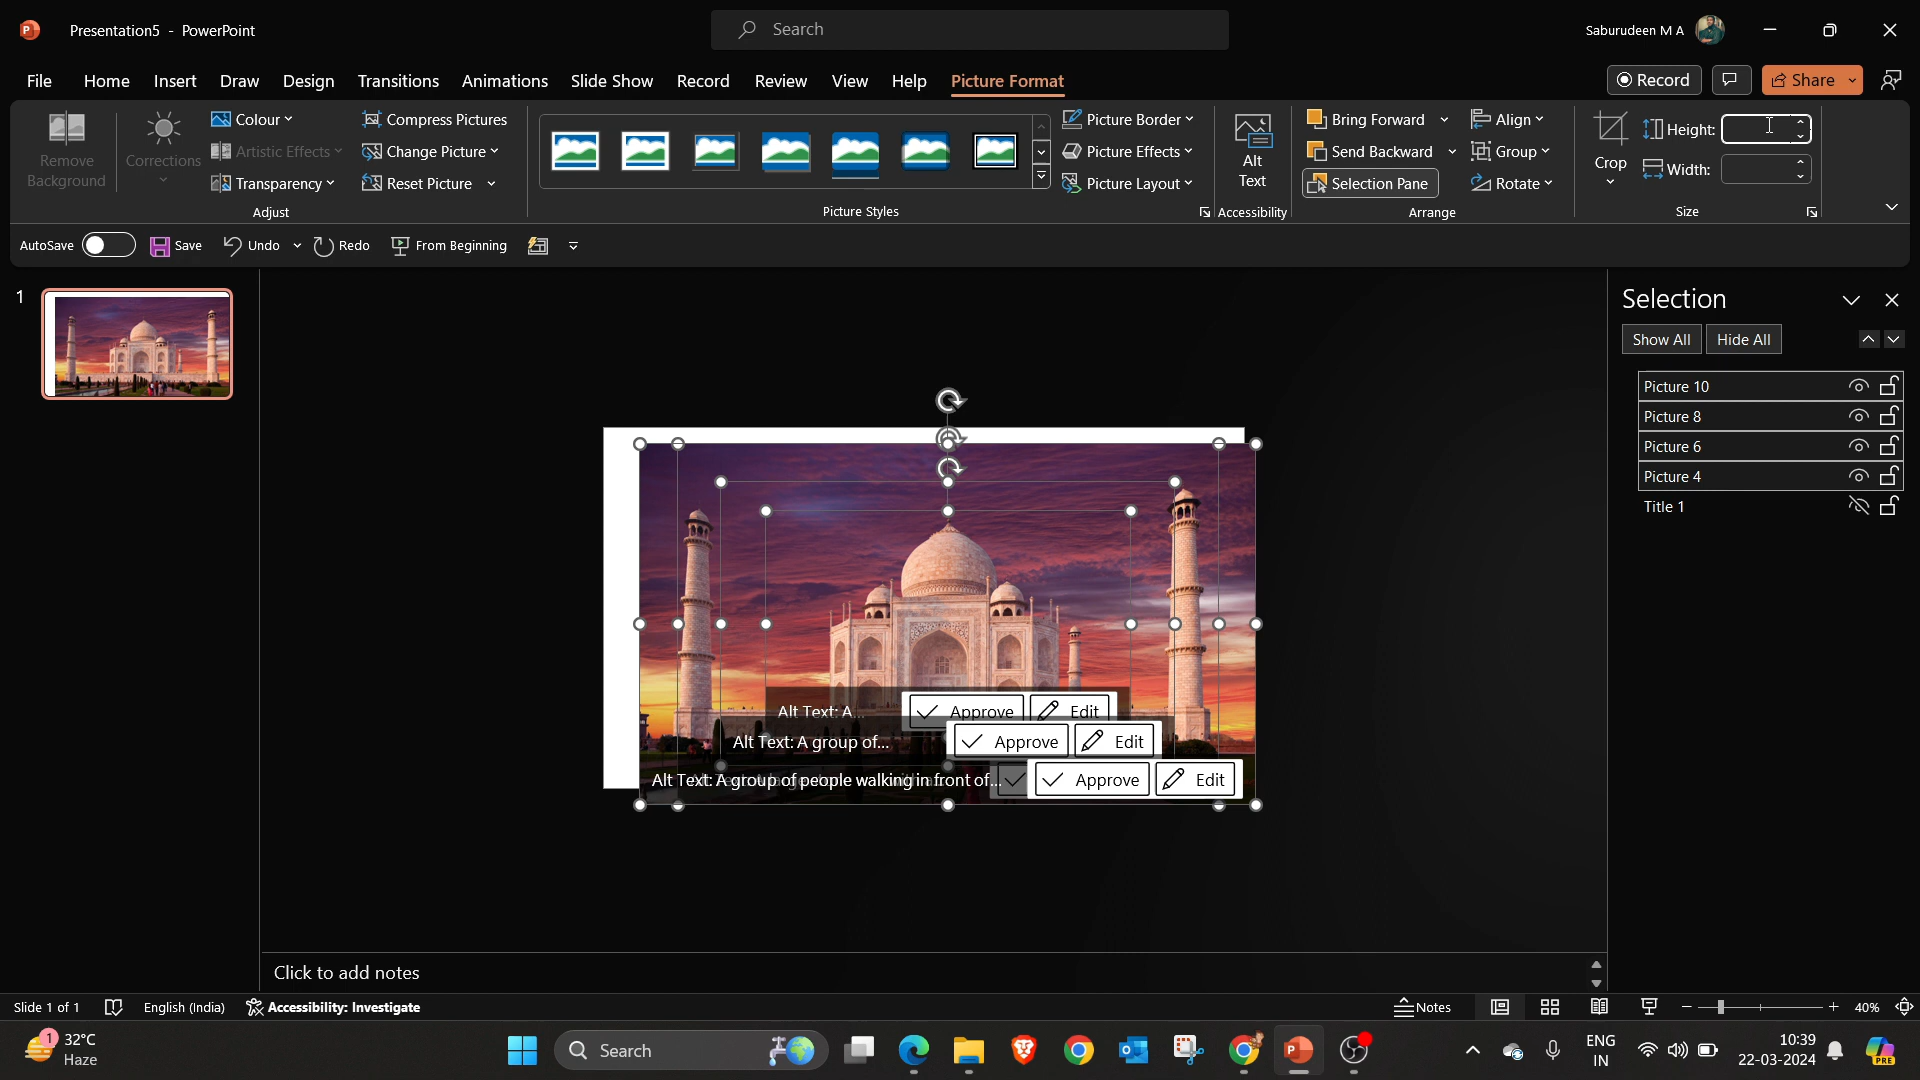 Presentation5 - PowerPoint
Search
Saburudeen M A
File Home Insert Draw Design Transitions Animations Slide Show Record Review View Help Picture Format
Record
Share
Remove Background
Corrections
Colour
Artistic Effects
Transparency
Compress Pictures
Change Picture
Reset Picture
Adjust
Picture Styles
Picture Border
Picture Effects
Picture Layout
Alt Text
Accessibility
Bring Forward
Send Backward
Selection Pane
Align
Group
Rotate
Arrange
Crop
Height:
Width:
Size
AutoSave Save Undo Redo From Beginning
1
Selection
Show All Hide All
Picture 10
Picture 8
Picture 6
Picture 4
Title 1
Alt Text: A... Approve Edit
Alt Text: A group of... Approve Edit
Alt Text: A group of people walking in front of... Approve Edit
Click to add notes
Slide 1 of 1 English (India) Accessibility: Investigate Notes 40%
1 32°C
Haze
Search
ENG
IN
10:39
22-03-2024
PRE